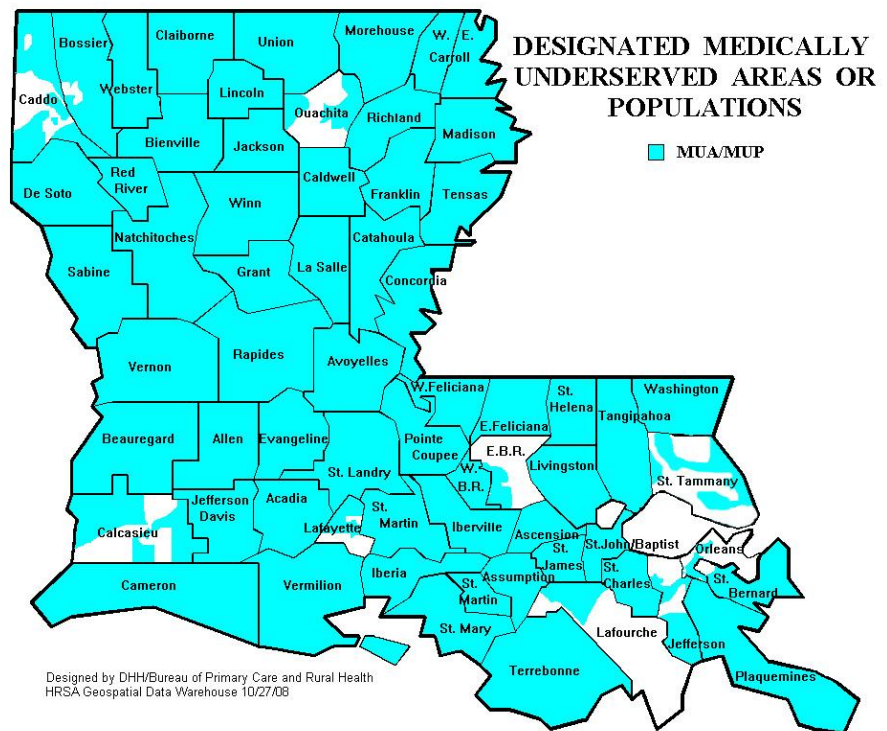 DESIGNATED MEDICALLY
UNDERSERVED AREAS OR
POPULATIONS
MUA/MUP
Bossier
Claiborne
Union
Morehouse
W.
E.
Carroll
Caddo
Webster
Lincoln
Ouachita
Richland
Madison
Bienville
Jackson
De Soto
Red
River
Caldwell
Franklin
Tensas
Winn
Natchitoches
Catahoula
Sabine
Grant
La Salle
Concordia
Vernon
Rapides
Avoyelles
W.Feliciana
St.
Helena
Washington
E.Feliciana
Tangipahoa
Beauregard
Allen
Evangeline
Pointe
Coupee
E.B.R.
St. Landry
W.
B.R.
Livingston
St. Tammany
Calcasieu
Jefferson
Davis
Acadia
Lafayette
St.
Martin
Iberville
Ascension
St.John/Baptist
Orleans
Cameron
Vermilion
Iberia
St.
Martin
Assumption
St.
James
St.
Charles
St.
Bernard
St. Mary
Lafourche
Jefferson
Terrebonne
Plaquemines
Designed by DHH/Bureau of Primary Care and Rural Health
HRSA Geospatial Data Warehouse 10/27/08